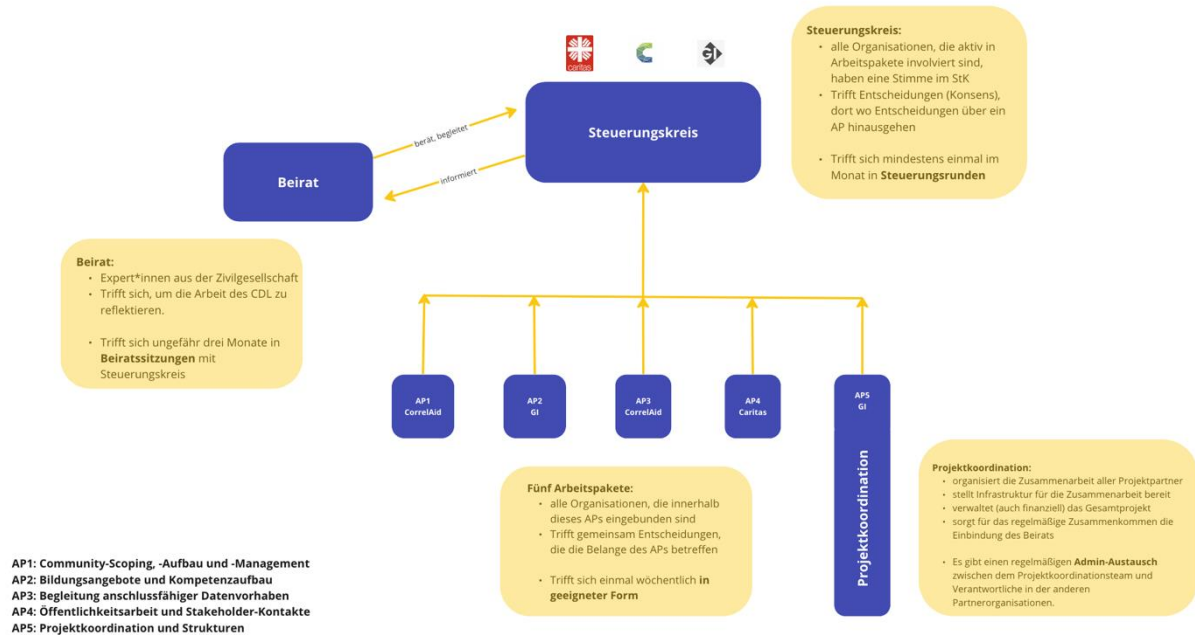 caritas
C
GI
Steuerungskreis:
• alle Organisationen, die aktiv in
Arbeitspakete involviert sind,
haben eine Stimme im StK
• Trifft Entscheidungen (Konsens),
dort wo Entscheidungen über ein
AP hinausgehen
• Trifft sich mindestens einmal im
Monat in Steuerungsrunden
Steuerungskreis
berät, begleitet
informiert
Beirat
Beirat:
• Expert*innen aus der Zivilgesellschaft
• Trifft sich, um die Arbeit des CDL zu
reflektieren.
• Trifft sich ungefähr drei Monate in
Beiratssitzungen mit
Steuerungskreis
AP1
CorrelAid
AP2
GI
AP3
CorrelAid
AP4
Caritas
AP5
GI
Projektkoordination
Fünf Arbeitspakete:
• alle Organisationen, die innerhalb
dieses APs eingebunden sind
• Trifft gemeinsam Entscheidungen,
die die Belange des APs betreffen
• Trifft sich einmal wöchentlich in
geeigneter Form
Projektkoordination:
• organisiert die Zusammenarbeit aller Projektpartner
• stellt Infrastruktur für die Zusammenarbeit bereit
• verwaltet (auch finanziell) das Gesamtprojekt
• sorgt für das regelmäßige Zusammenkommen die
Einbindung des Beirats
• Es gibt einen regelmäßigen Admin-Austausch
zwischen dem Projektkoordinationsteam und
Verantwortliche in der anderen
Partnerorganisationen.
AP1: Community-Scoping, -Aufbau und -Management
AP2: Bildungsangebote und Kompetenzaufbau
AP3: Begleitung anschlussfähiger Datenvorhaben
AP4: Öffentlichkeitsarbeit und Stakeholder-Kontakte
AP5: Projektkoordination und Strukturen